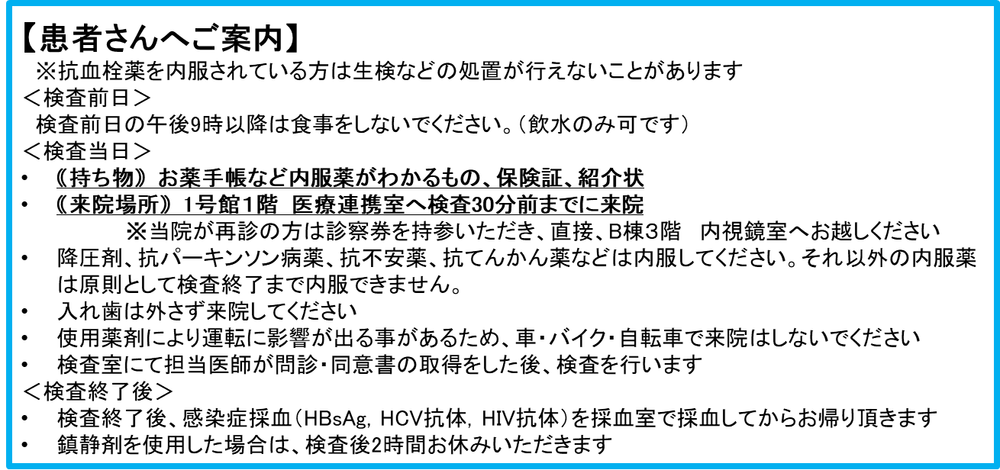 【患者さんへご案内】
※抗血栓薬を内服されている方は生検などの処置が行えないことがあります
＜検査前日＞
検査前日の午後9時以降は食事をしないでください。（飲水のみ可です）
＜検査当日＞
• 《持ち物》 お薬手帳など内服薬がわかるもの、保険証、紹介状
• 《来院場所》 1号館１階　医療連携室へ検査30分前までに来院
※当院が再診の方は診察券を持参いただき、直接、B棟３階　内視鏡室へお越しください
• 降圧剤、抗パーキンソン病薬、抗不安薬、抗てんかん薬などは内服してください。それ以外の内服薬
は原則として検査終了まで内服できません。
• 入れ歯は外さず来院してください
• 使用薬剤により運転に影響が出る事があるため、車・バイク・自転車で来院はしないでください
• 検査室にて担当医師が問診・同意書の取得をした後、検査を行います
＜検査終了後＞
• 検査終了後、感染症採血（HBsAg, HCV抗体, HIV抗体）を採血室で採血してからお帰り頂きます
• 鎮静剤を使用した場合は、検査後2時間お休みいただきます